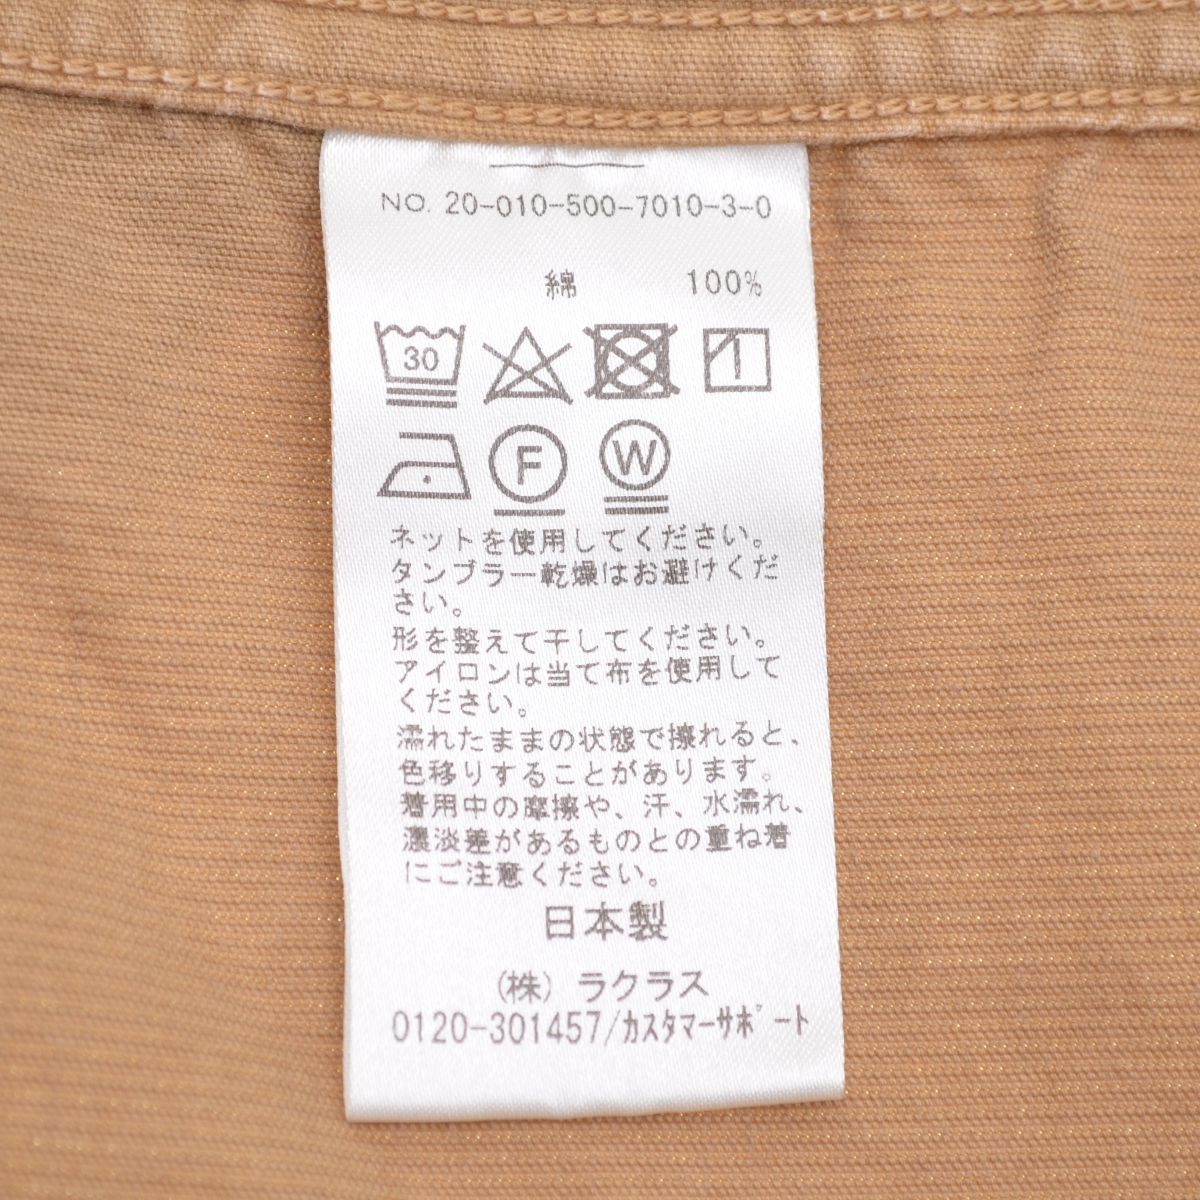 NO. 20-010-500-7010-3-0
綿 100%
30
F W
ネットを使用してください。
タンブラー乾燥はお避けくだ
さい。
形を整えて干してください。
アイロンは当て布を使用して
ください。
濡れたままの状態で擦れると、
色移りすることがあります。
着用中の摩擦や、汗、水濡れ、
濃淡差があるものとの重ね着
にご注意ください。
日本製
(株) ラクラス
0120-301457/ｶｽﾀﾏｰｻﾎﾟｰﾄ